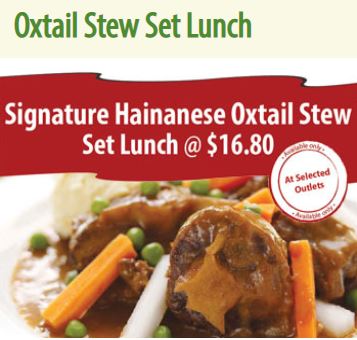 Oxtail Stew Set Lunch
Signature Hainanese Oxtail Stew
Set Lunch @ $16.80
• Available only •
At Selected
Outlets
• Available only •